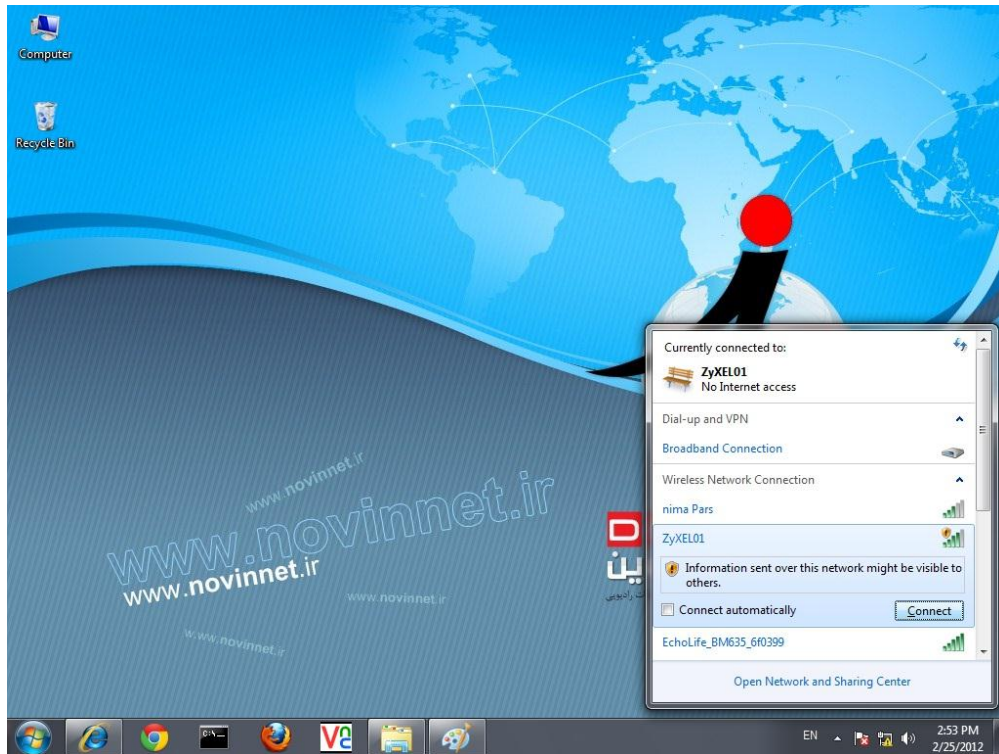 Computer
Recycle Bin
www.novinnet.ir
www.novinnet.ir
www.novinnet.ir
www.novinnet.ir
www.novinnet.ir
D
ین
ت رادیویی
Currently connected to:
ZyXEL01
No Internet access
Dial-up and VPN
Broadband Connection
Wireless Network Connection
nima Pars
ZyXEL01
Information sent over this network might be visible to
others.
Connect automatically
Connect
EchoLife_BM635_6f0399
Open Network and Sharing Center
C:\_
VC
EN
2:53 PM
2/25/2012